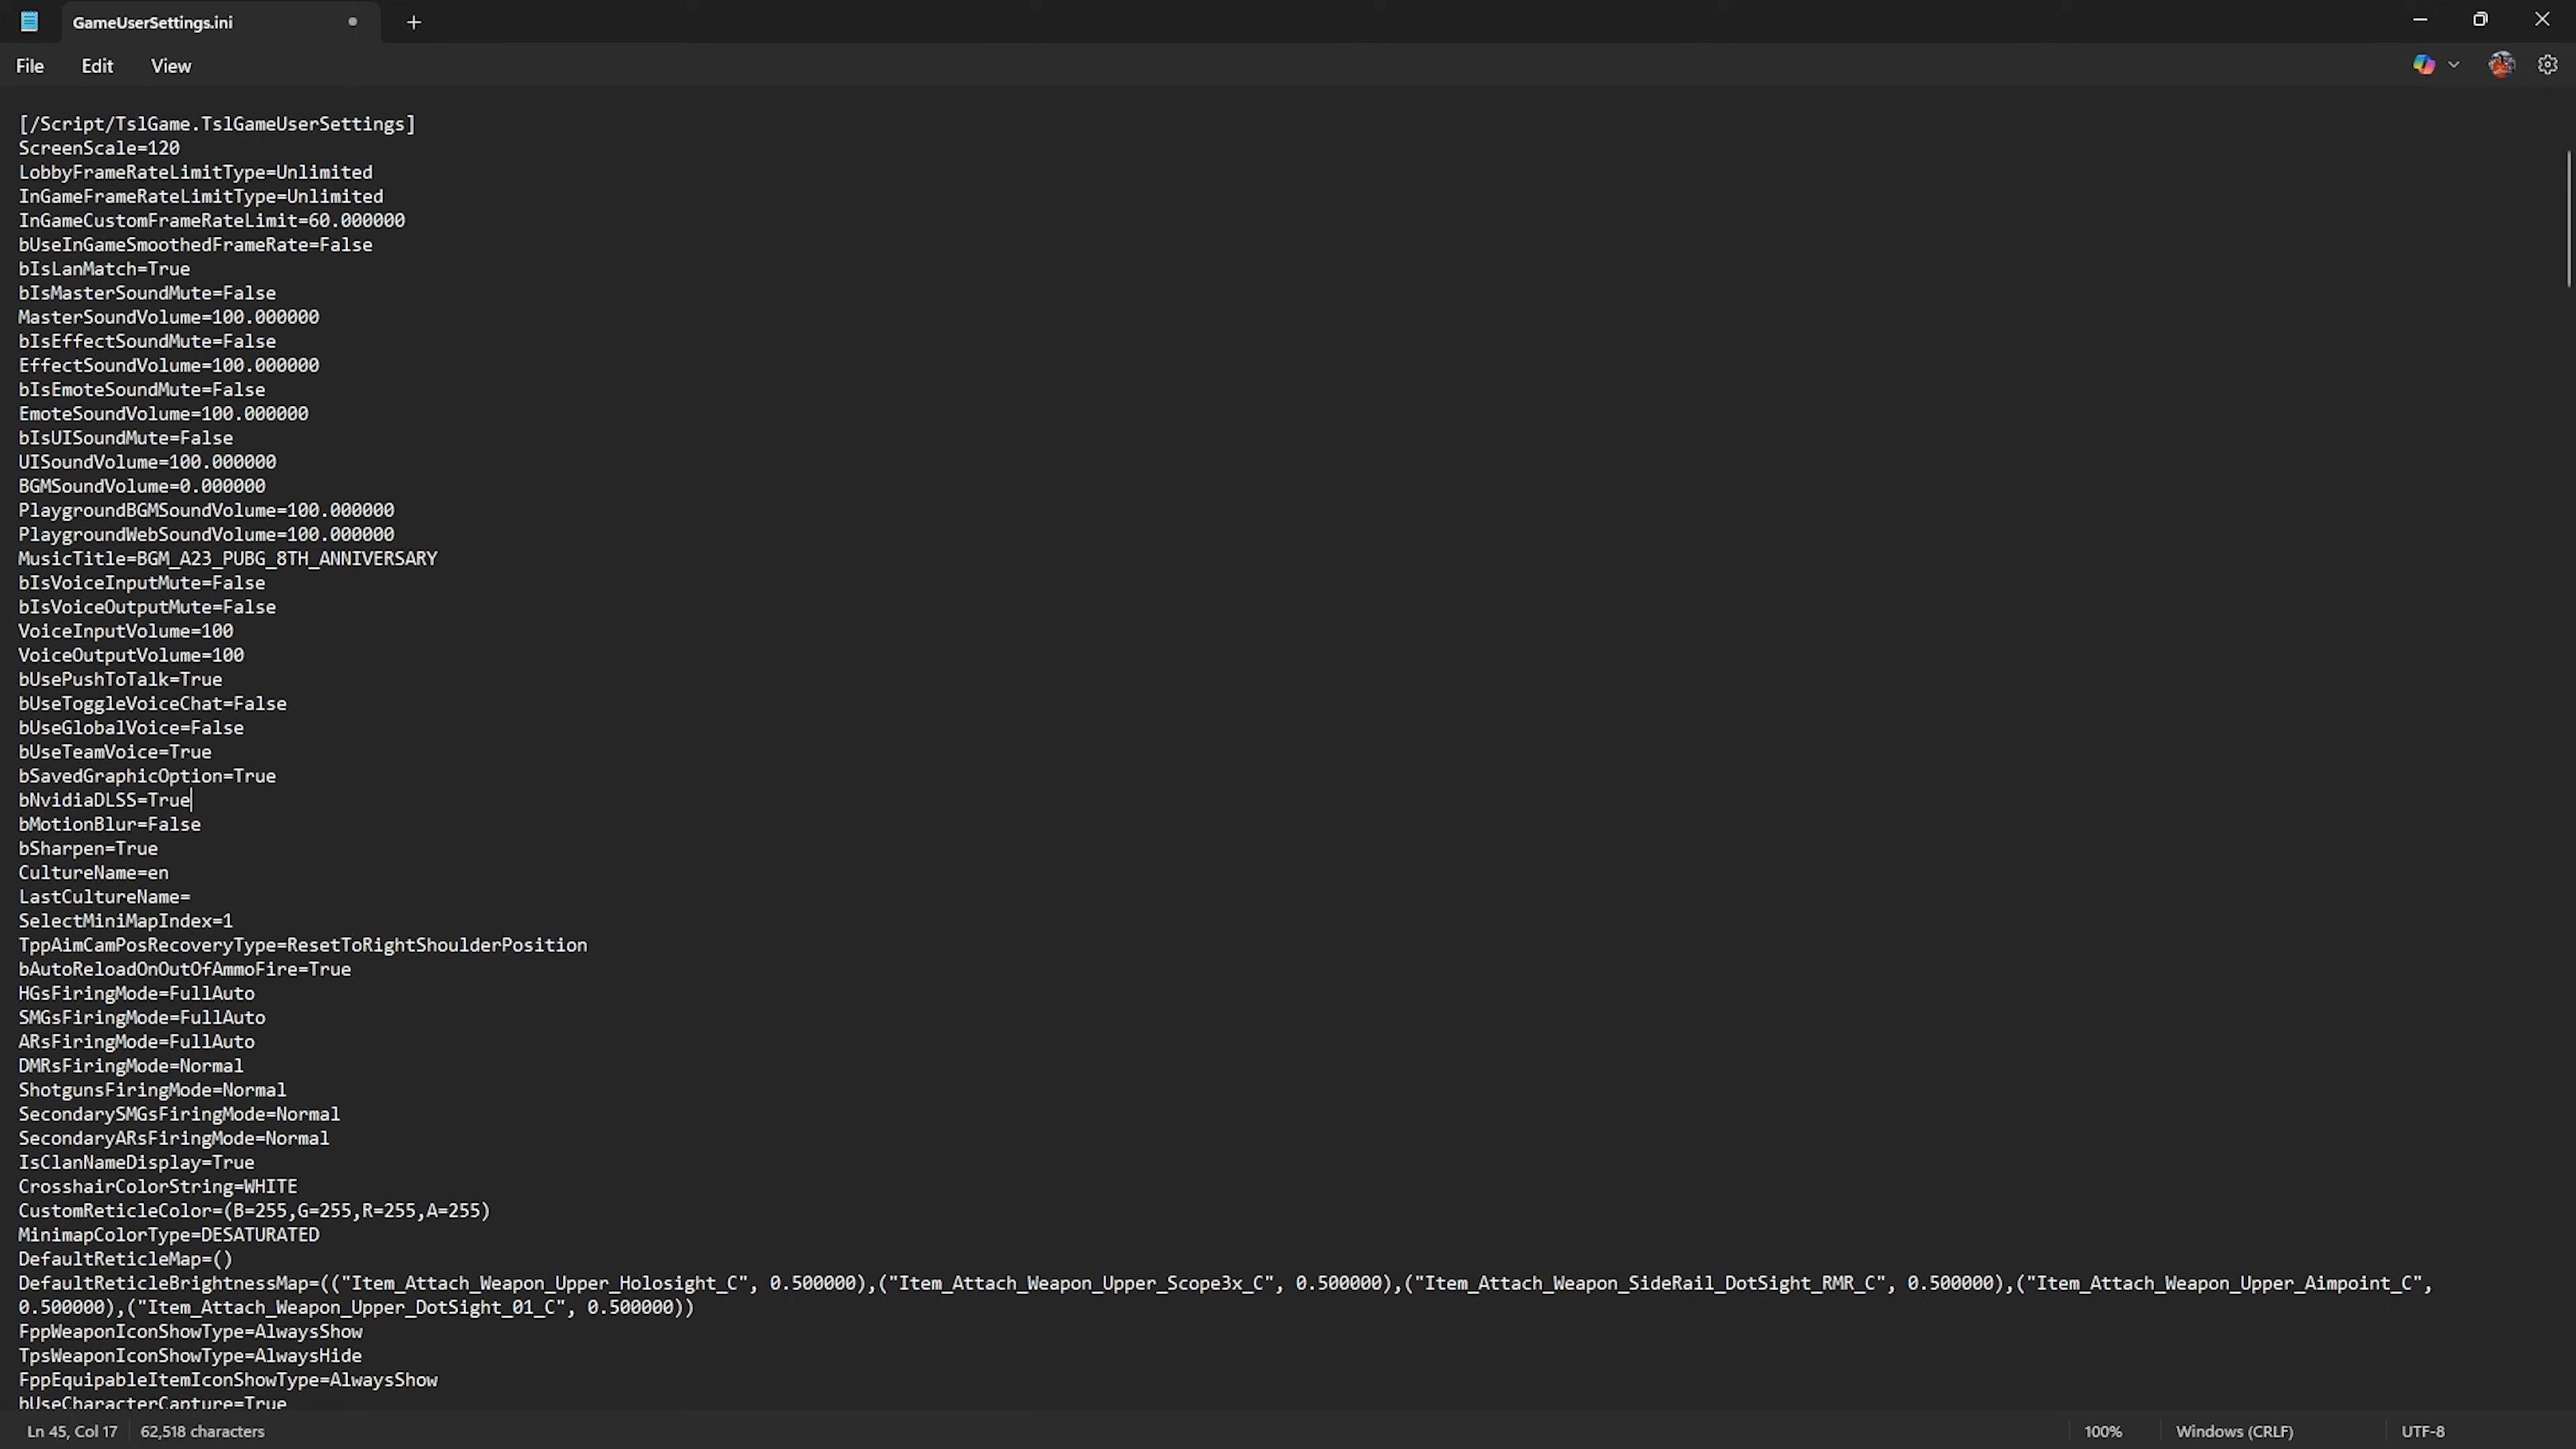 GameUserSettings.ini
File Edit View
[/Script/TslGame.TslGameUserSettings]
ScreenScale=120
LobbyFrameRateLimitType=Unlimited
InGameFrameRateLimitType=Unlimited
InGameCustomFrameRateLimit=60.000000
bUseInGameSmoothedFrameRate=False
bIsLanMatch=True
bIsMasterSoundMute=False
MasterSoundVolume=100.000000
bIsEffectSoundMute=False
EffectSoundVolume=100.000000
bIsEmoteSoundMute=False
EmoteSoundVolume=100.000000
bIsUISoundMute=False
UISoundVolume=100.000000
BGMSoundVolume=0.000000
PlaygroundBGMSoundVolume=100.000000
PlaygroundWebSoundVolume=100.000000
MusicTitle=BGM_A23_PUBG_8TH_ANNIVERSARY
bIsVoiceInputMute=False
bIsVoiceOutputMute=False
VoiceInputVolume=100
VoiceOutputVolume=100
bUsePushToTalk=True
bUseToggleVoiceChat=False
bUseGlobalVoice=False
bUseTeamVoice=True
bSavedGraphicOption=True
bNvidiaDLSS=True
bMotionBlur=False
bSharpen=True
CultureName=en
LastCultureName=
SelectMiniMapIndex=1
TppAimCamPosRecoveryType=ResetToRightShoulderPosition
bAutoReloadOnOutOfAmmoFire=True
HGsFiringMode=FullAuto
SMGsFiringMode=FullAuto
ARsFiringMode=FullAuto
DMRsFiringMode=Normal
ShotgunsFiringMode=Normal
SecondarySMGsFiringMode=Normal
SecondaryARsFiringMode=Normal
IsClanNameDisplay=True
CrosshairColorString=WHITE
CustomReticleColor=(B=255,G=255,R=255,A=255)
MinimapColorType=DESATURATED
DefaultReticleMap=()
DefaultReticleBrightnessMap=(("Item_Attach_Weapon_Upper_Holosight_C", 0.500000),("Item_Attach_Weapon_Upper_Scope3x_C", 0.500000),("Item_Attach_Weapon_SideRail_DotSight_RMR_C", 0.500000),("Item_Attach_Weapon_Upper_Aimpoint_C",
0.500000),("Item_Attach_Weapon_Upper_DotSight_01_C", 0.500000))
FppWeaponIconShowType=AlwaysShow
TpsWeaponIconShowType=AlwaysHide
FppEquipableItemIconShowType=AlwaysShow
bUseCharacterCapture=True
Ln 45, Col 17 62,518 characters 100% Windows (CRLF) UTF-8